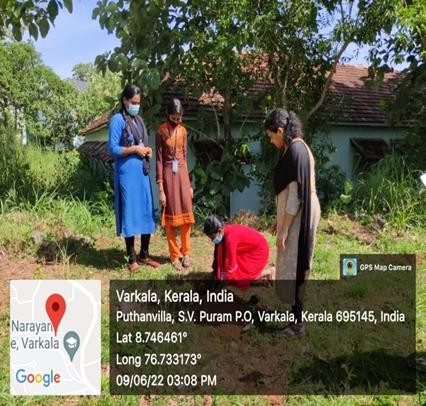 GPS Map Camera
Narayan
e, Varkala
Google
Varkala, Kerala, India
Puthanvilla, S.V. Puram P.O, Varkala, Kerala 695145, India
Lat 8.746461°
Long 76.733173°
09/06/22 03:08 PM